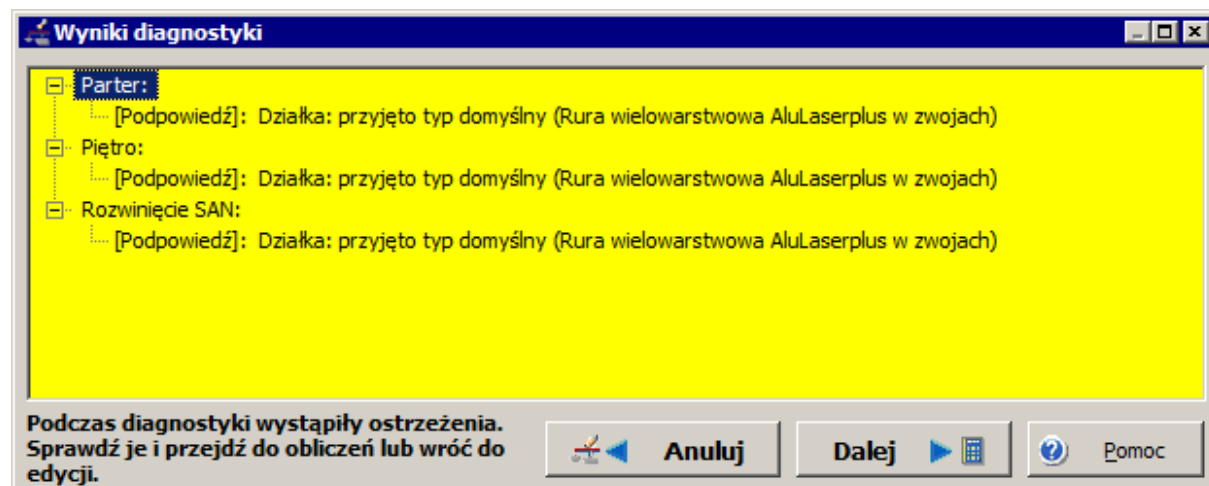 Wyniki diagnostyki
Parter:
[Podpowiedź]: Działka: przyjęto typ domyślny (Rura wielowarstwowa AluLaserplus w zwojach)
Piętro:
[Podpowiedź]: Działka: przyjęto typ domyślny (Rura wielowarstwowa AluLaserplus w zwojach)
Rozwinięcie SAN:
[Podpowiedź]: Działka: przyjęto typ domyślny (Rura wielowarstwowa AluLaserplus w zwojach)
Podczas diagnostyki wystąpiły ostrzeżenia.
Sprawdź je i przejdź do obliczeń lub wróć do
edycji.
Anuluj
Dalej
Pomoc